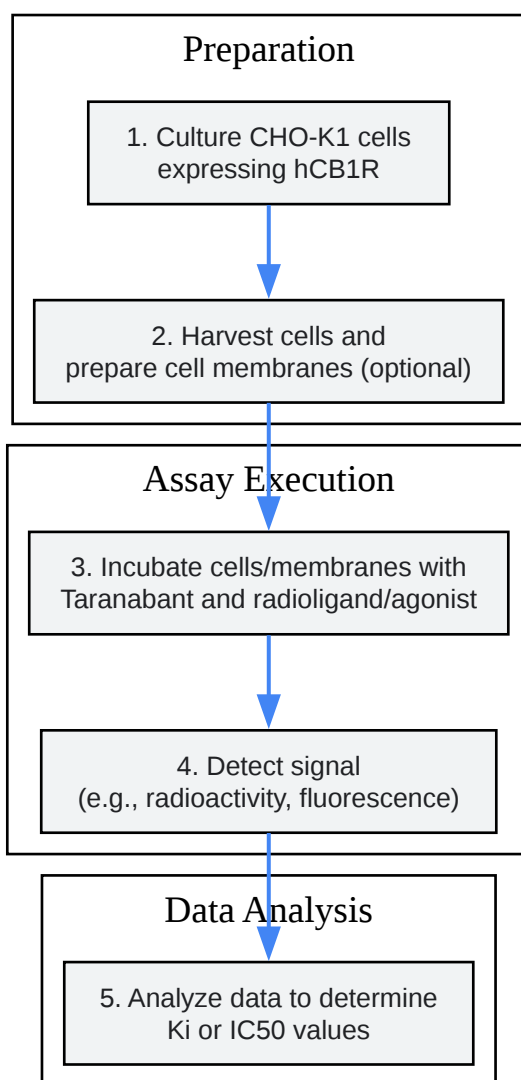 Preparation
1. Culture CHO-K1 cells
expressing hCB1R
2. Harvest cells and
prepare cell membranes (optional)
Assay Execution
3. Incubate cells/membranes with
Taranabant and radioligand/agonist
4. Detect signal
(e.g., radioactivity, fluorescence)
Data Analysis
5. Analyze data to determine
Ki or IC50 values